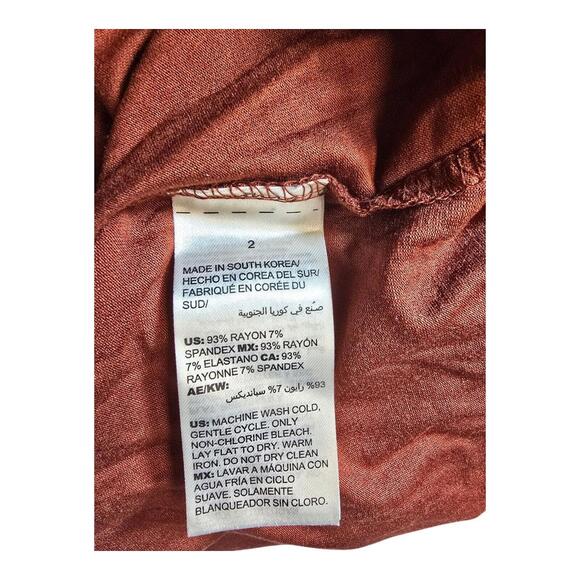 2
MADE IN SOUTH KOREA/
HECHO EN COREA DEL SUR/
FABRIQUÉ EN CORÉE DU
SUD/
صنع في كوريا الجنوبية
US: 93% RAYON 7%
SPANDEX MX: 93% RAYÓN
7% ELASTANO CA: 93%
RAYONNE 7% SPANDEX
AE/KW:
93% رايون 7% سباندیکس
US: MACHINE WASH COLD,
GENTLE CYCLE. ONLY
NON-CHLORINE BLEACH.
LAY FLAT TO DRY. WARM
IRON. DO NOT DRY CLEAN
MX: LAVAR A MÁQUINA CON
AGUA FRÍA EN CICLO
SUAVE. SOLAMENTE
BLANQUEADOR SIN CLORO.